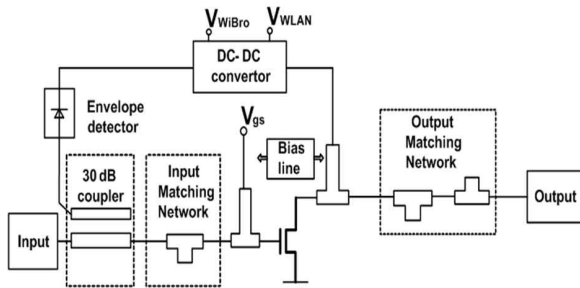 VWiBro
VWLAN
DC- DC
convertor
Envelope
detector
Vgs
Bias
line
Output
Matching
Network
30 dB
coupler
Input
Matching
Network
Input
Output